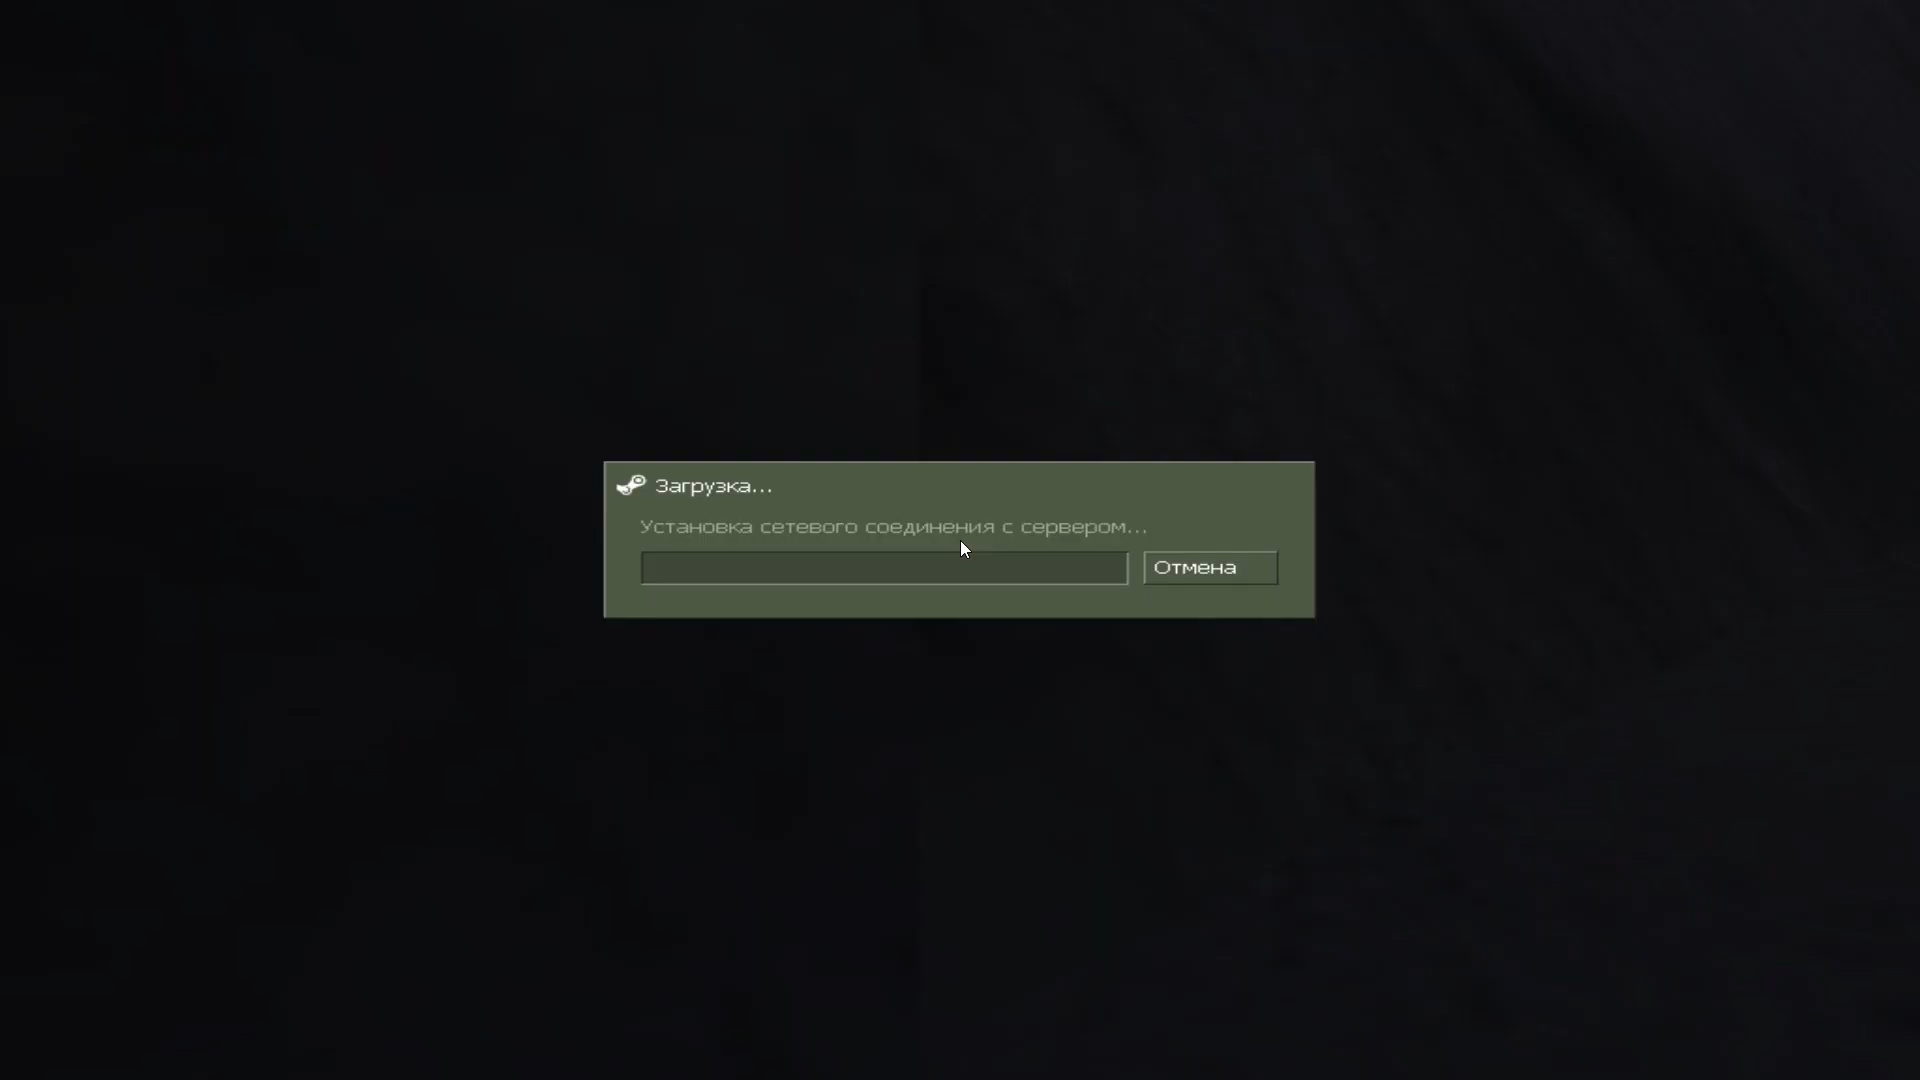 Загрузка...
Установка сетевого соединения с сервером...
Отмена